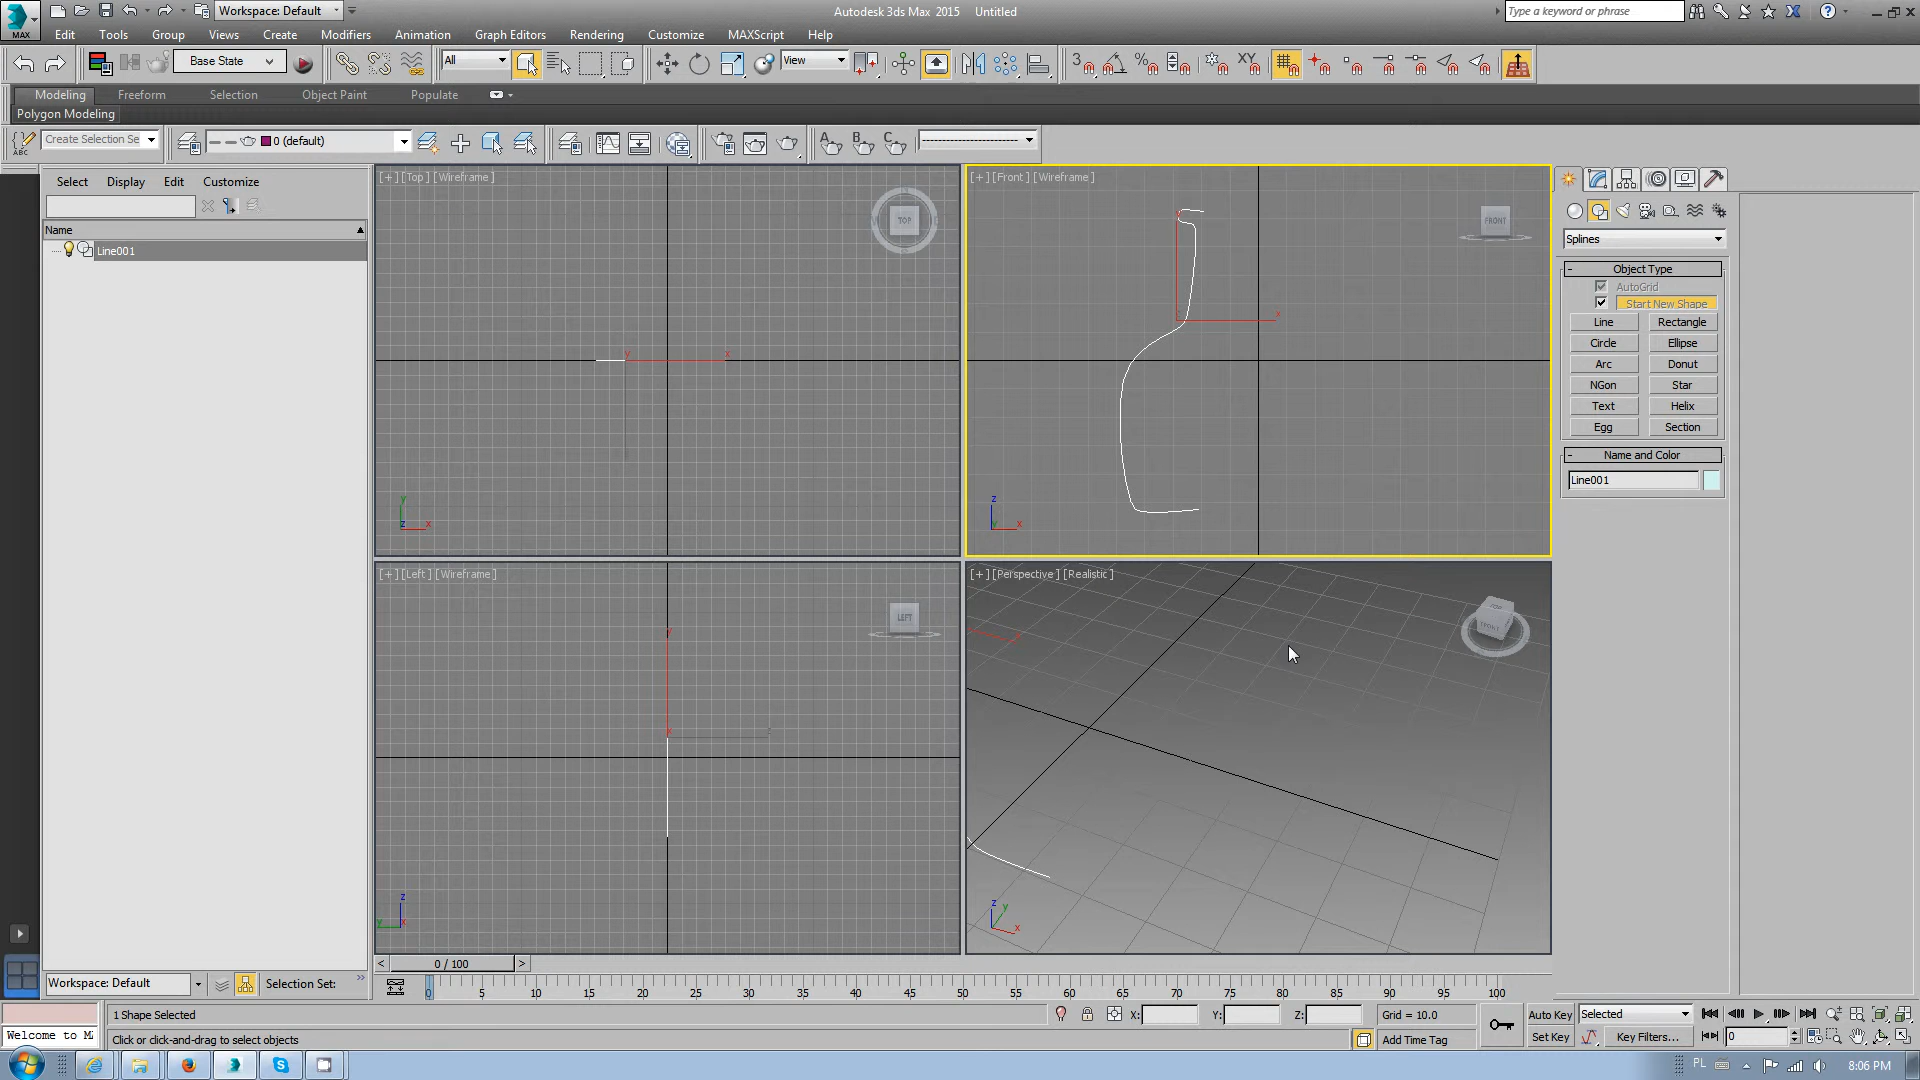 Workspace: Default
Autodesk 3ds Max 2015 Untitled
Type a keyword or phrase
MAX
Edit Tools Group Views Create Modifiers Animation Graph Editors Rendering Customize MAXScript Help
Base State
All
View
Modeling Freeform Selection Object Paint Populate
Polygon Modeling
Create Selection Se
0 (default)
Select Display Edit Customize
Name
Line001
[+] [Top ] [Wireframe ]
TOP
[+] [Front ] [Wireframe ]
FRONT
[+] [Left ] [Wireframe ]
LEFT
[+] [Perspective ] [Realistic ]
TOP
FRONT
Splines
- Object Type
AutoGrid
Start New Shape
Line Rectangle
Circle Ellipse
Arc Donut
NGon Star
Text Helix
Egg Section
- Name and Color
Line001
< 0 / 100 >
Workspace: Default
Selection Set:
0 5 10 15 20 25 30 35 40 45 50 55 60 65 70 75 80 85 90 95 100
1 Shape Selected
X: Y: Z:
Grid = 10.0
Auto Key
Selected
Welcome to M
Click or click-and-drag to select objects
Add Time Tag
Set Key
Key Filters...
0
PL
8:06 PM